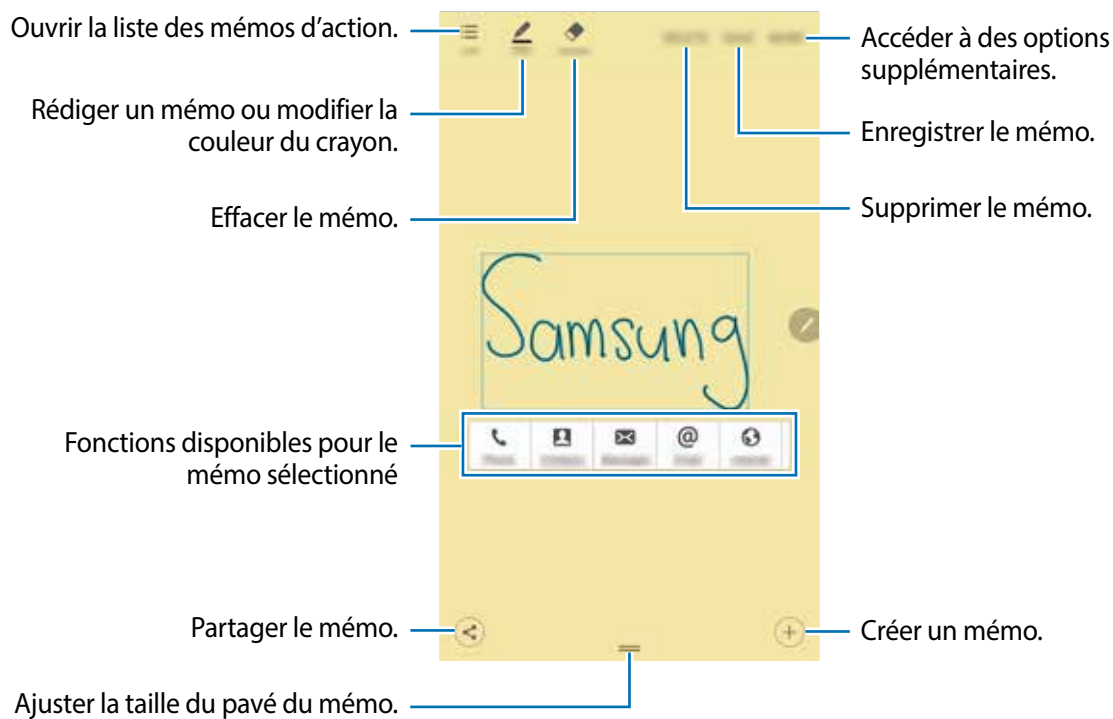 Ouvrir la liste des mémos d'action.
Accéder à des options
supplémentaires.
Rédiger un mémo ou modifier la
couleur du crayon.
Enregistrer le mémo.
Effacer le mémo.
Supprimer le mémo.
Samsung
Fonctions disponibles pour le
mémo sélectionné
Partager le mémo.
Créer un mémo.
Ajuster la taille du pavé du mémo.